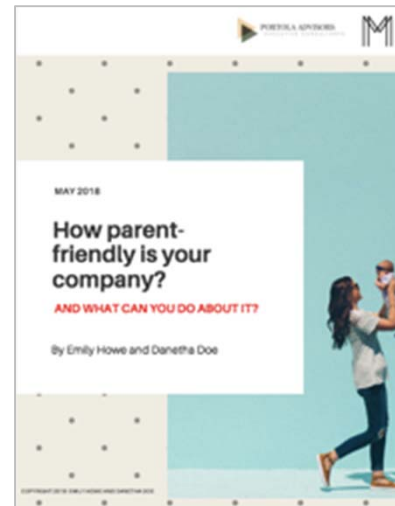 PORTOLA ADVISORS
MAY 2018
How parent-
friendly is your
company?
AND WHAT CAN YOU DO ABOUT IT?
By Emily Howe and Danetha Doe
COPYRIGHT 2018 EMILY HOWE AND DANETHA DOE